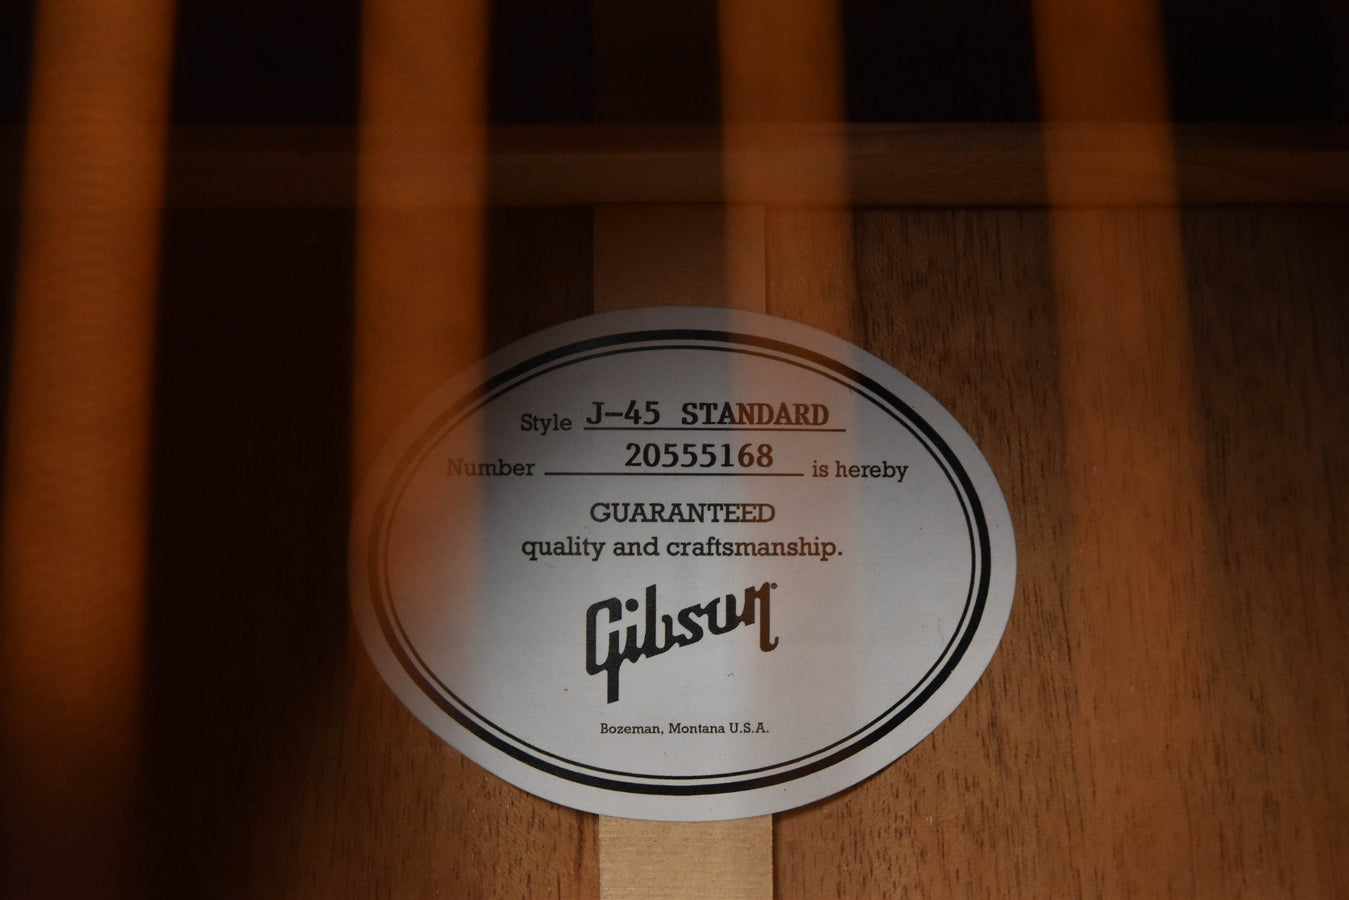 Style J-45 STANDARD
Number 20555168 is hereby
GUARANTEED
quality and craftsmanship.
Gibson®
Bozeman, Montana U.S.A.